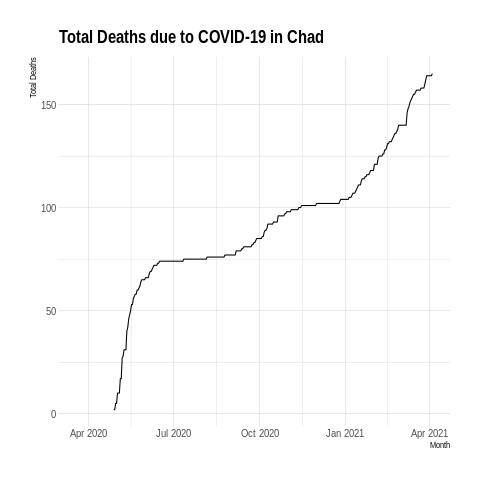 Total Deaths due to COVID-19 in Chad
Total Deaths
150
100
50
0
Apr 2020 Jul 2020 Oct 2020 Jan 2021 Apr 2021
Month